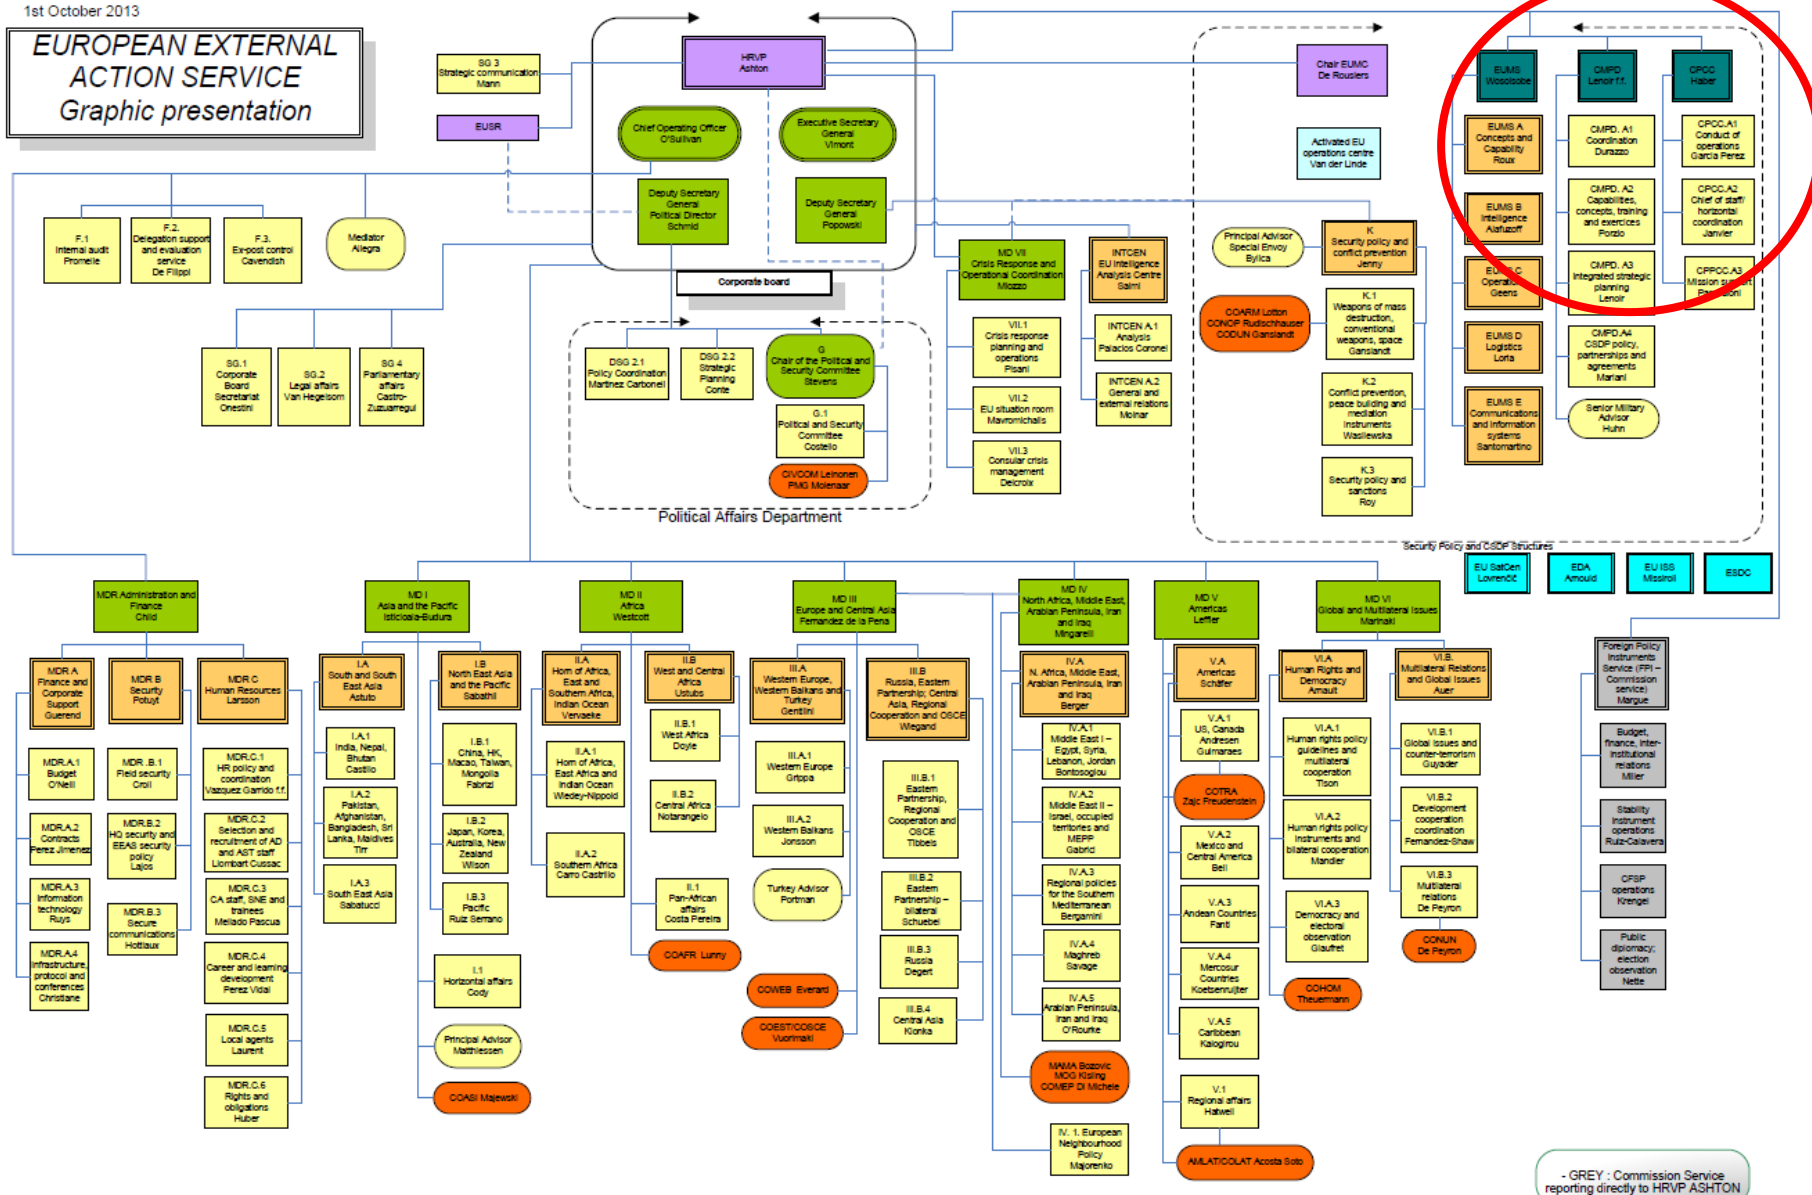 1st October 2013
EUROPEAN EXTERNAL
ACTION SERVICE
Graphic presentation
SG 3
Strategic communication
Mann
EUSR
HRVP
Ashton
Chief Operating Officer
O'Sullivan
Executive Secretary
General
Vimont
Deputy Secretary
General
Political Director
Schmid
Deputy Secretary
General
Popowski
Corporate board
Chair EUMC
De Rousiers
Activated EU
operations centre
Van der Linde
EUMS
Wosolsobe
CMPD
Lenoir f.f.
CPCC
Haber
EUMS A
Concepts and
Capability
Roux
EUMS B
Intelligence
Alafuzoff
EUMS C
Operations
Geens
EUMS D
Logistics
Loria
EUMS E
Communications
and information
systems
Santomartino
CMPD. A1
Coordination
Durazzo
CMPD. A2
Capabilities,
concepts, training
and exercices
Porzio
CMPD. A3
Integrated strategic
planning
Lenoir
CMPD.A4
CSDP policy,
partnerships and
agreements
Mariani
Senior Military
Advisor
Huhn
CPCC.A1
Conduct of
operations
Garcia Perez
CPCC.A2
Chief of staff/
horizontal
coordination
Janvier
CPPCC.A3
Mission support
F.1
Internal audit
Promelle
F.2.
Delegation support
and evaluation
service
De Filippi
F.3.
Ex-post control
Cavendish
Mediator
Allegra
SG.1
Corporate
Board
Secretariat
Onestini
SG.2
Legal affairs
Van Hegelsom
SG 4
Parliamentary
affairs
Castro-
Zuzuarregui
DSG 2.1
Policy Coordination
Martinez Carbonell
DSG 2.2
Strategic
Planning
Conte
G
Chair of the Political and
Security Committee
Stevens
G.1
Political and Security
Committee
Costello
CIVCOM Leinonen
PMG Molenaar
Political Affairs Department
MD VII
Crisis Response and
Operational Coordination
Miozzo
VII.1
Crisis response
planning and
operations
Pisani
VII.2
EU situation room
Mavromichalis
VII.3
Consular crisis
management
Delcroix
INTCEN
EU Intelligence
Analysis Centre
Salmi
INTCEN A.1
Analysis
Palacios Coronel
INTCEN A.2
General and
external relations
Molnar
Principal Advisor
Special Envoy
Bylica
K
Security policy and
conflict prevention
Jenny
COARM Lotton
CONOP Rudischhauser
CODUN Ganslandt
K.1
Weapons of mass
destruction,
conventional
weapons, space
Ganslandt
K.2
Conflict prevention,
peace building and
mediation
instruments
Wasilewska
K.3
Security policy and
sanctions
Roy
Security Policy and CSDP Structures
EU SatCen
Lovrenčič
EDA
Arnould
EU ISS
Missiroli
ESDC
MDR Administration and
Finance
Child
MD I
Asia and the Pacific
Isticioaia-Budura
MD II
Africa
Westcott
MD III
Europe and Central Asia
Fernandez de la Pena
MD IV
North Africa, Middle East,
Arabian Peninsula, Iran
and Iraq
Mingarelli
MD V
Americas
Leffler
MD VI
Global and Multilateral Issues
Marinaki
MDR A
Finance and
Corporate
Support
Guerend
MDR.A.1
Budget
O'Neill
MDR.A.2
Contracts
Perez Jimenez
MDR.A.3
Information
technology
Ruys
MDR.A.4
Infrastructure,
protocol and
conferences
Christiane
MDR B
Security
Potuyt
MDR .B.1
Field security
Croll
MDR.B.2
HQ security and
EEAS security
policy
Lajos
MDR.B.3
Secure
communications
Hottiaux
MDR C
Human Resources
Larsson
MDR.C.1
HR policy and
coordination
Vazquez Garrido f.f.
MDR.C.2
Selection and
recruitment of AD
and AST staff
Llombart Cussac
MDR.C.3
CA staff, SNE and
trainees
Mellado Pascua
MDR.C.4
Career and learning
development
Perez Vidal
MDR.C.5
Local agents
Laurent
MDR.C.6
Rights and
obligations
Huber
I.A
South and South
East Asia
Astuto
I.A.1
India, Nepal,
Bhutan
Castillo
I.A.2
Pakistan,
Afghanistan,
Bangladesh, Sri
Lanka, Maldives
Tirr
I.A.3
South East Asia
Sabatucci
I.B
North East Asia
and the Pacific
Sabathil
I.B.1
China, HK,
Macao, Taiwan,
Mongolia
Fabrizi
I.B.2
Japan, Korea,
Australia, New
Zealand
Wilson
I.B.3
Pacific
Ruiz Serrano
I.1
Horizontal affairs
Cody
Principal Advisor
Matthiessen
COASI Majewski
II.A
Horn of Africa,
East and
Southern Africa,
Indian Ocean
Vervaeke
II.A.1
Horn of Africa,
East Africa and
Indian Ocean
Wiedey-Nippold
II.A.2
Southern Africa
Carro Castrillo
II.B
West and Central
Africa
Ustubs
II.B.1
West Africa
Doyle
II.B.2
Central Africa
Notarangelo
II.1
Pan-African
affairs
Costa Pereira
COAFR Lunny
III.A
Western Europe,
Western Balkans and
Turkey
Gentilini
III.A.1
Western Europe
Grippa
III.A.2
Western Balkans
Jonsson
Turkey Advisor
Portman
COWEB Everard
COEST/COSCE
Vuorimaki
III.B
Russia, Eastern
Partnership; Central
Asia, Regional
Cooperation and OSCE
Wiegand
III.B.1
Eastern
Partnership,
Regional
Cooperation and
OSCE
Tibbels
III.B.2
Eastern
Partnership –
bilateral
Schuebel
III.B.3
Russia
Degert
III.B.4
Central Asia
Kionka
IV.A
N. Africa, Middle East,
Arabian Peninsula, Iran
and Iraq
Berger
IV.A.1
Middle East I –
Egypt, Syria,
Lebanon, Jordan
Bontosoglou
IV.A.2
Middle East II –
Israel, occupied
territories and
MEPP
Gabrici
IV.A.3
Regional policies
for the Southern
Mediterranean
Bergamini
IV.A.4
Maghreb
Savage
IV.A.5
Arabian Peninsula,
Iran and Iraq
O'Rourke
MAMA Bozovic
MOG Kisling
COMEP Di Michele
IV. 1. European
Neighbourhood
Policy
Majorenko
V.A
Americas
Schäfer
V.A.1
US, Canada
Andresen
Guimaraes
COTRA
Zajc Freudenstein
V.A.2
Mexico and
Central America
Bell
V.A.3
Andean Countries
Fanti
V.A.4
Mercosur
Countries
Koetsenruijter
V.A.5
Caribbean
Kalogirou
V.1
Regional affairs
Hatwell
AMLAT/COLAT Acosta Soto
VI.A
Human Rights and
Democracy
Arnault
VI.A.1
Human rights policy
guidelines and
multilateral
cooperation
Tison
VI.A.2
Human rights policy
instruments and
bilateral cooperation
Mandler
VI.A.3
Democracy and
electoral
observation
Glaufret
COHOM
Theuermann
VI.B.
Multilateral Relations
and Global Issues
Auer
VI.B.1
Global issues and
counter-terrorism
Guyader
VI.B.2
Development
cooperation
coordination
Fernandez-Shaw
VI.B.3
Multilateral
relations
De Peyron
CONUN
De Peyron
Foreign Policy
Instruments
Service (FPI –
Commission
service)
Margue
Budget,
finance, inter-
institutional
relations
Miller
Stability
Instrument
operations
Ruiz-Calavera
CFSP
operations
Krengel
Public
diplomacy;
election
observation
Nette
- GREY : Commission Service
reporting directly to HRVP ASHTON